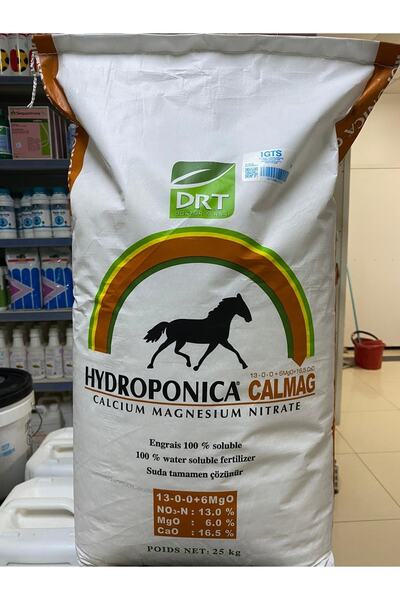 IGTS
DRT
13-0-0+6MgO+16.5 CaO
HYDROPONICA® CALMAG
CALCIUM MAGNESIUM NITRATE
Engrais 100 % soluble
100 % water soluble fertilizer
Suda tamamen çözünür
13-0-0+6MgO
NO₃-N : 13.0 %
MgO : 6.0 %
CaO : 16.5 %
POIDS NET: 25 kg